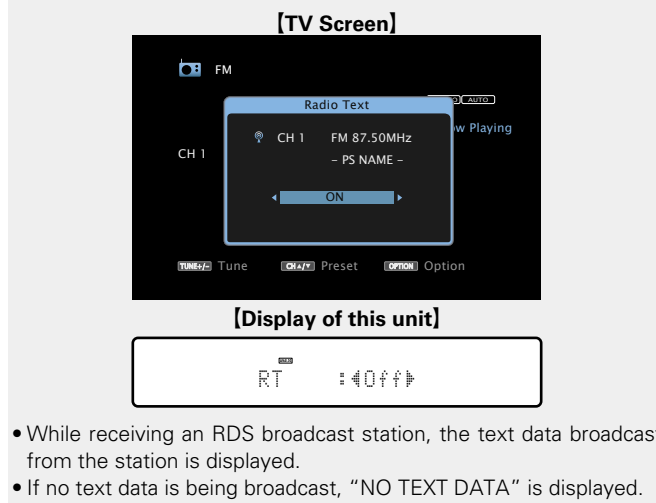 【TV Screen】
FM
AUTO
Radio Text
Now Playing
CH 1 FM 87.50MHz
CH 1
– PS NAME –
ON
TUNE+/– Tune CH Preset OPTION Option
【Display of this unit】
RT :Off
• While receiving an RDS broadcast station, the text data broadcast
from the station is displayed.
• If no text data is being broadcast, “NO TEXT DATA” is displayed.